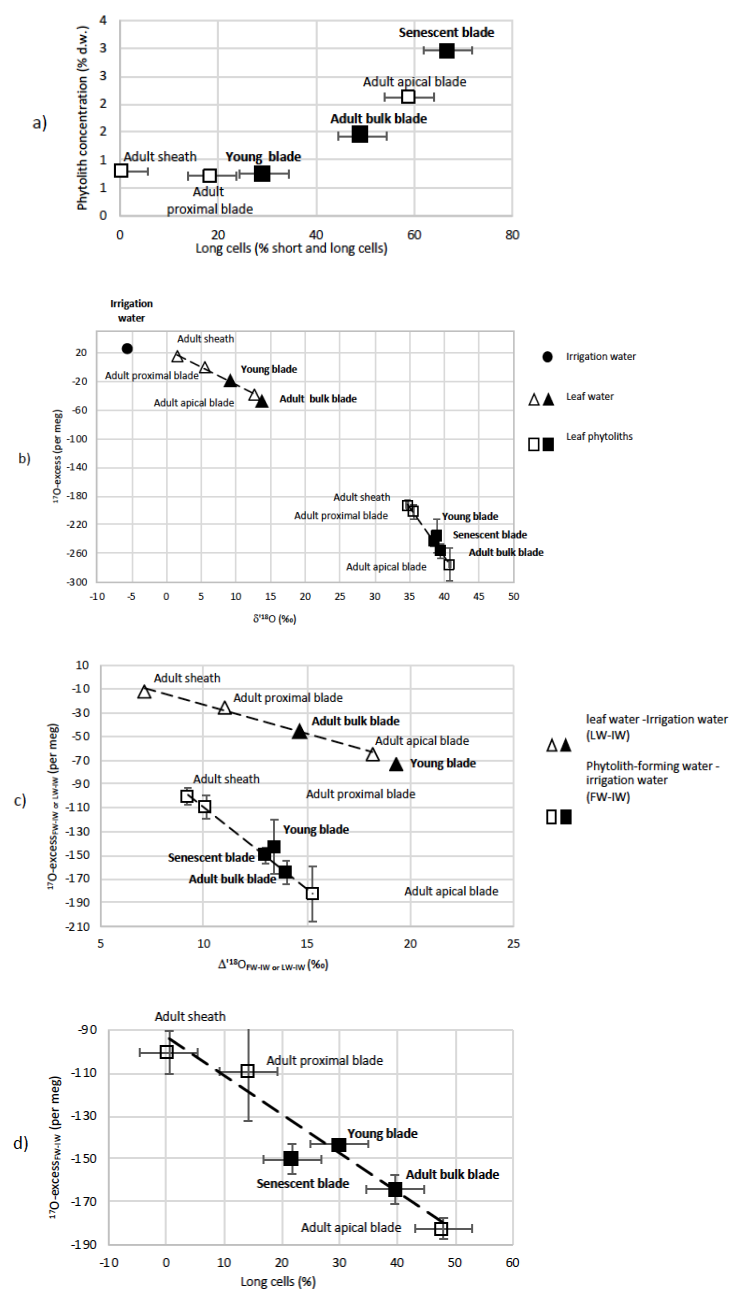 a)
Phytolith concentration (% d.w.)
4
3
3
2
2
1
1
0
Senescent blade
Adult apical blade
Adult bulk blade
Adult sheath
Young blade
Adult
proximal blade
0 20 40 60 80
Long cells (% short and long cells)
b)
Irrigation
water
¹⁷O-excess (per meg)
20
-20
-60
-100
-140
-180
-220
-260
-300
Adult sheath
Adult proximal blade
Young blade
Adult apical blade
Adult bulk blade
Adult sheath
Adult proximal blade
Young blade
Senescent blade
Adult bulk blade
Adult apical blade
-10 -5 0 5 10 15 20 25 30 35 40 45 50
δ'¹⁸O (‰)
Irrigation water
Leaf water
Leaf phytoliths
c)
¹⁷O-excess FW-IW or LW-IW (per meg)
10
-10
-30
-50
-70
-90
-110
-130
-150
-170
-190
-210
Adult sheath
Adult proximal blade
Adult bulk blade
Adult apical blade
Young blade
Adult sheath
Adult proximal blade
Young blade
Senescent blade
Adult bulk blade
Adult apical blade
5 10 15 20 25
Δ'¹⁸O FW-IW or LW-IW (‰)
leaf water -Irrigation water
(LW-IW)
Phytolith-forming water -
irrigation water
(FW-IW)
d)
¹⁷O-excess FW-IW (per meg)
-90
-110
-130
-150
-170
-190
Adult sheath
Adult proximal blade
Young blade
Senescent blade
Adult bulk blade
Adult apical blade
-10 0 10 20 30 40 50 60
Long cells (%)